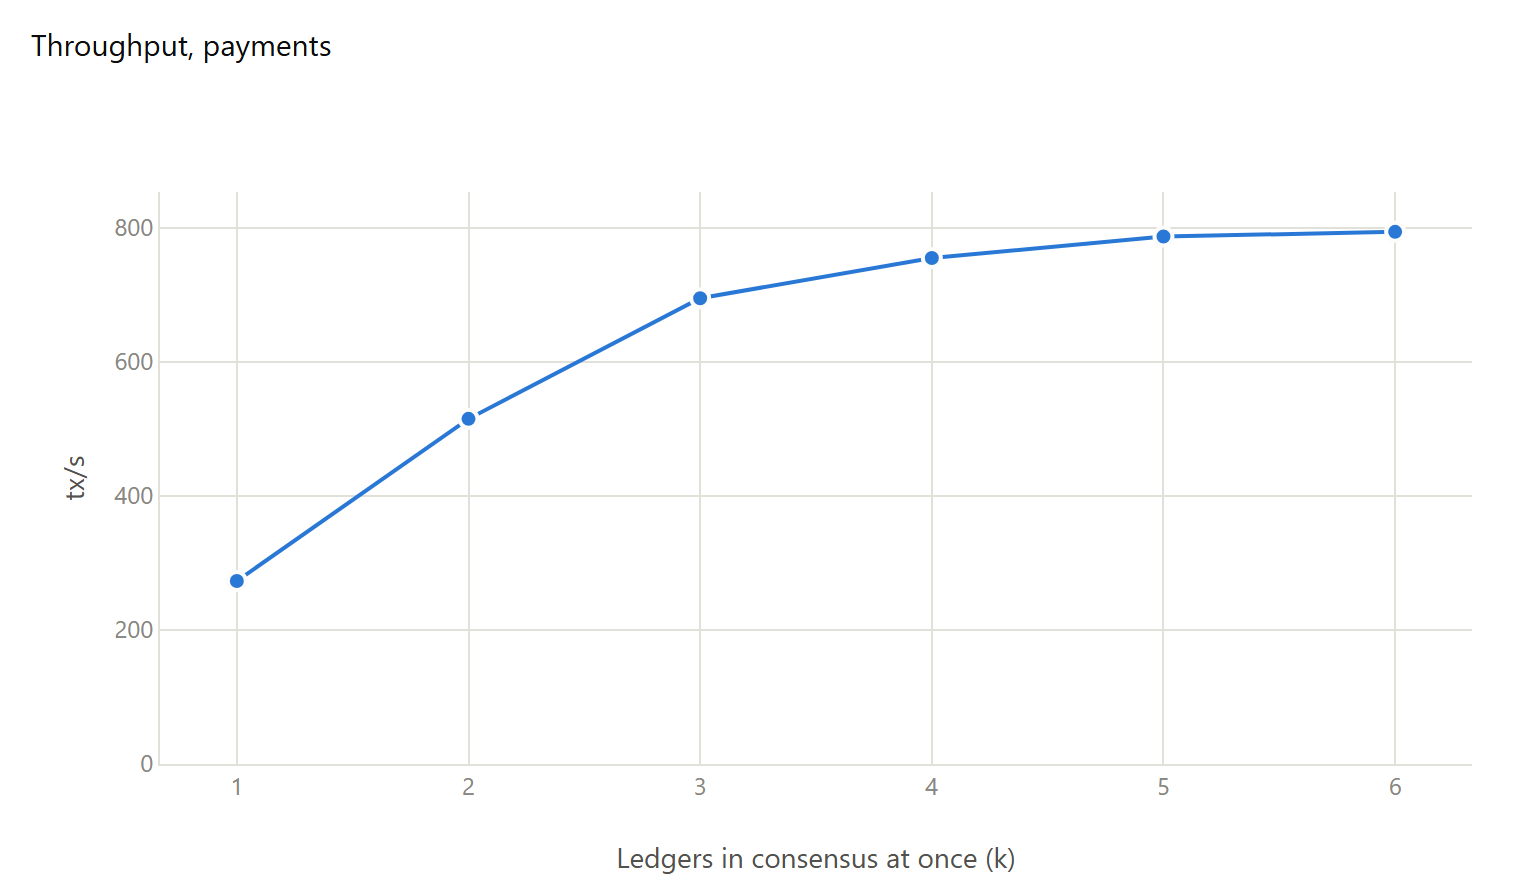 Throughput, payments
800
600
400
200
0
tx/s
1 2 3 4 5 6
Ledgers in consensus at once (k)